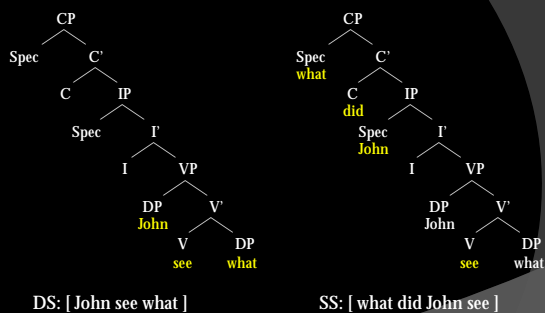 CP CP
Spec C’ Spec C’
what
C IP C IP
did
Spec I’ Spec I’
John
I VP I VP
DP V’ DP V’
John John
V DP V DP
see what see what
DS: [ John see what ] SS: [ what did John see ]